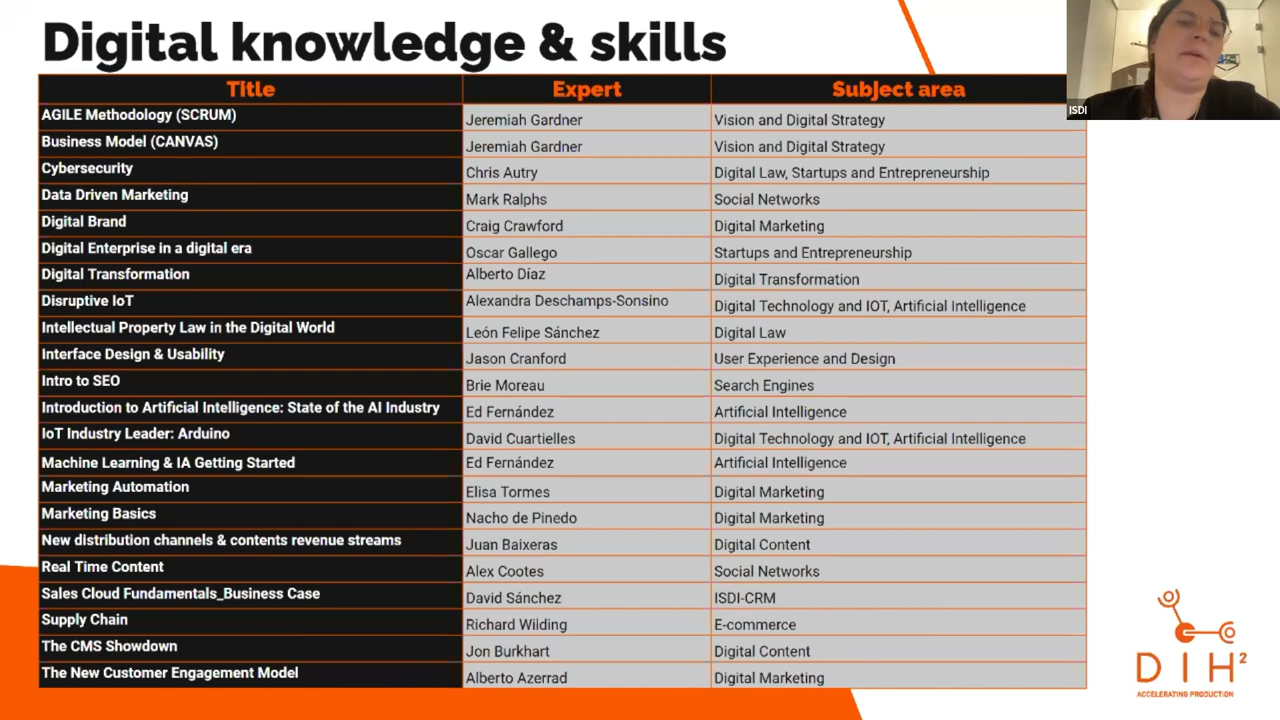 Digital knowledge & skills
Title Expert Subject area
AGILE Methodology (SCRUM) Jeremiah Gardner Vision and Digital Strategy
Business Model (CANVAS) Jeremiah Gardner Vision and Digital Strategy
Cybersecurity Chris Autry Digital Law, Startups and Entrepreneurship
Data Driven Marketing Mark Ralphs Social Networks
Digital Brand Craig Crawford Digital Marketing
Digital Enterprise in a digital era Oscar Gallego Startups and Entrepreneurship
Digital Transformation Alberto Díaz Digital Transformation
Disruptive IoT Alexandra Deschamps-Sonsino Digital Technology and IOT, Artificial Intelligence
Intellectual Property Law in the Digital World León Felipe Sánchez Digital Law
Interface Design & Usability Jason Cranford User Experience and Design
Intro to SEO Brie Moreau Search Engines
Introduction to Artificial Intelligence: State of the AI Industry Ed Fernández Artificial Intelligence
IoT Industry Leader: Arduino David Cuartielles Digital Technology and IOT, Artificial Intelligence
Machine Learning & IA Getting Started Ed Fernández Artificial Intelligence
Marketing Automation Elisa Tormes Digital Marketing
Marketing Basics Nacho de Pinedo Digital Marketing
New distribution channels & contents revenue streams Juan Baixeras Digital Content
Real Time Content Alex Cootes Social Networks
Sales Cloud Fundamentals_Business Case David Sánchez ISDI-CRM
Supply Chain Richard Wilding E-commerce
The CMS Showdown Jon Burkhart Digital Content
The New Customer Engagement Model Alberto Azerrad Digital Marketing
ISDI
DIH²
ACCELERATING PRODUCTION